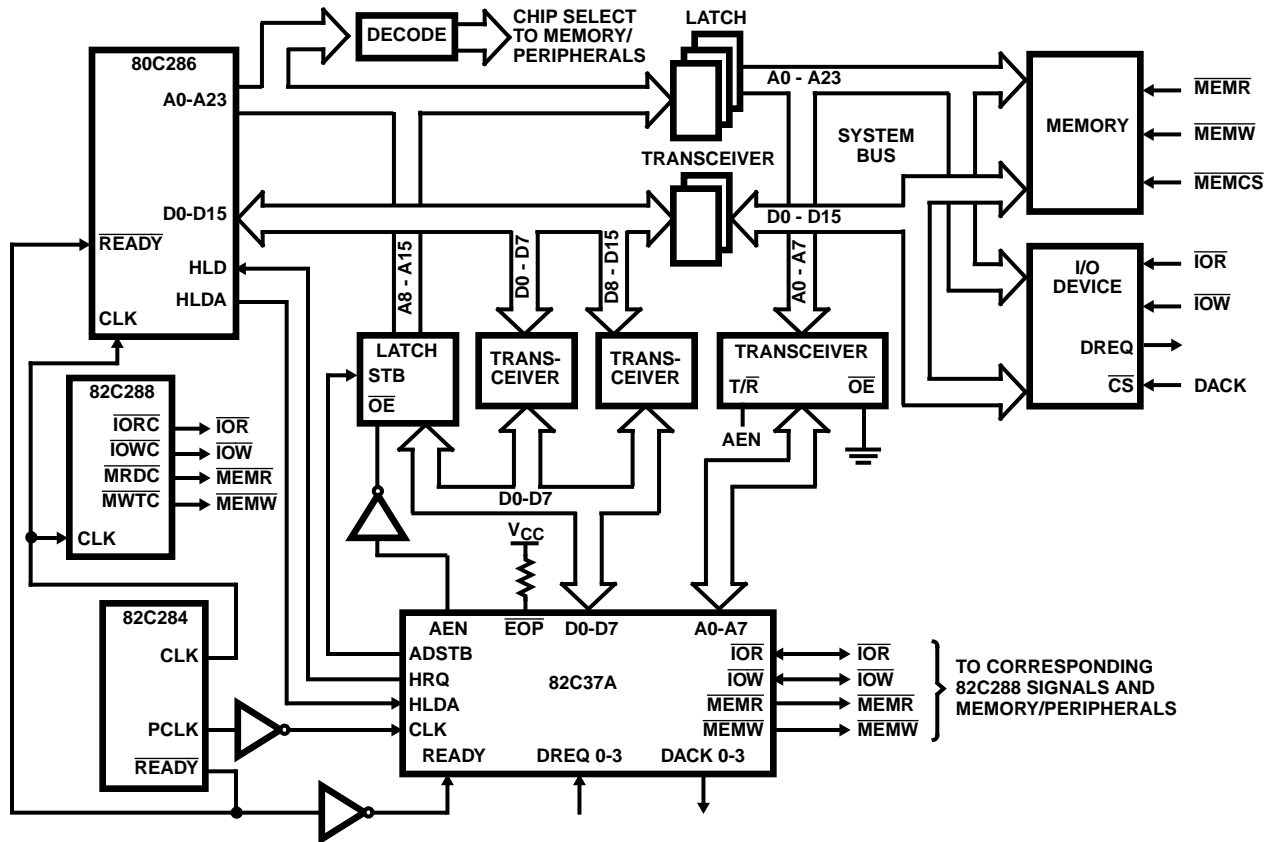 LATCH
DECODE
CHIP SELECT
TO MEMORY/
PERIPHERALS
80C286
A0-A23
D0-D15
READY
HLD
HLDA
CLK
A0 - A23
SYSTEM
BUS
TRANSCEIVER
D0 - D15
A8 - A15
D0 - D7
D8 - D15
A0 - A7
MEMORY
MEMR
MEMW
MEMCS
I/O
DEVICE
DREQ
CS
IOR
IOW
DACK
LATCH
STB
OE
TRANS-
CEIVER
TRANS-
CEIVER
TRANSCEIVER
T/R
OE
AEN
82C288
IORC
IOWC
MRDC
MWTC
CLK
IOR
IOW
MEMR
MEMW
D0-D7
VCC
82C284
CLK
PCLK
READY
AEN
EOP
D0-D7
A0-A7
ADSTB
HRQ
HLDA
CLK
READY
82C37A
DREQ 0-3
DACK 0-3
IOR
IOW
MEMR
MEMW
IOR
IOW
MEMR
MEMW
TO CORRESPONDING
82C288 SIGNALS AND
MEMORY/PERIPHERALS